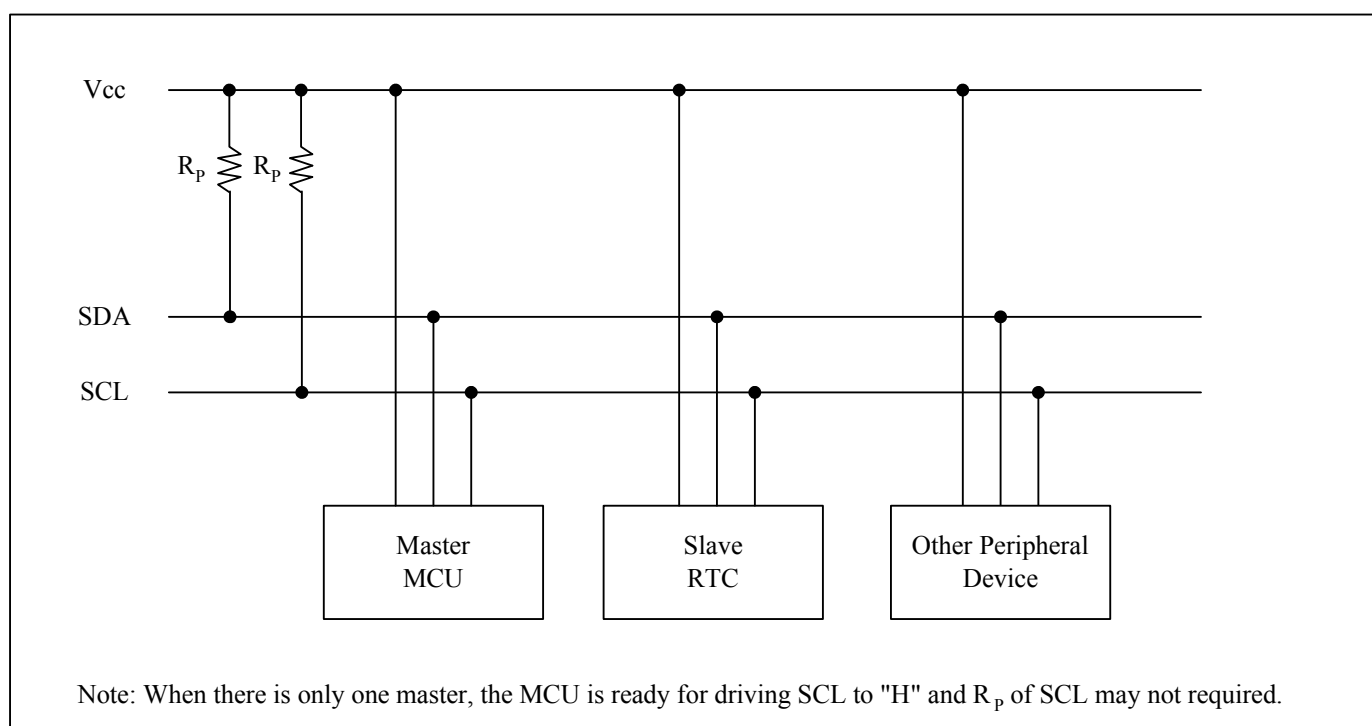 Vcc
R_P R_P
SDA
SCL
Master
MCU
Slave
RTC
Other Peripheral
Device
Note: When there is only one master, the MCU is ready for driving SCL to "H" and R_P of SCL may not required.